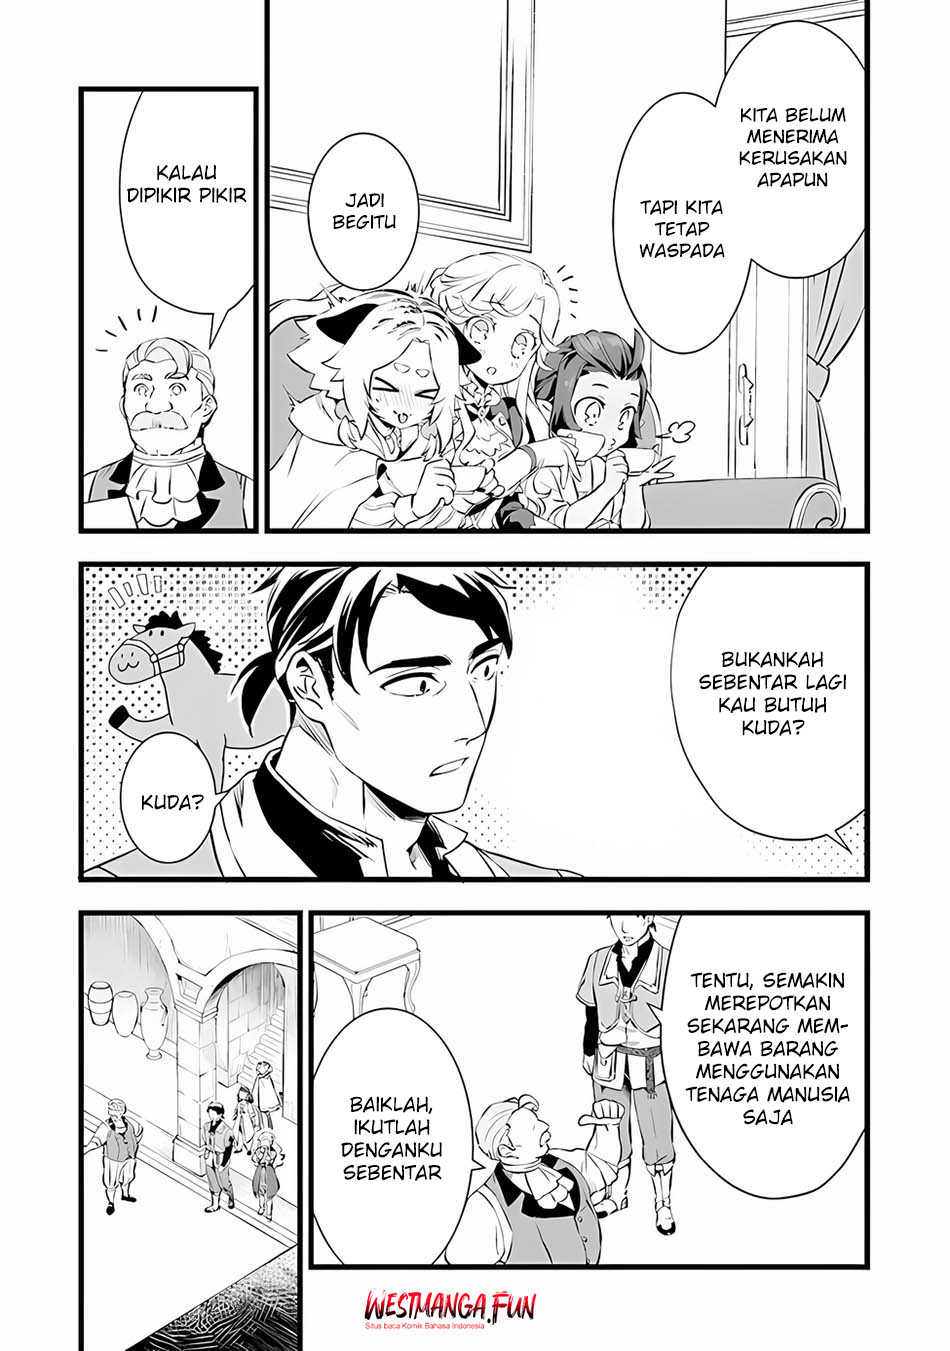 KITA BELUM
MENERIMA
KERUSAKAN
APAPUN
TAPI KITA
TETAP
WASPADA
JADI
BEGITU
KALAU
DIPIKIR PIKIR
BUKANKAH
SEBENTAR LAGI
KAU BUTUH
KUDA?
KUDA?
TENTU, SEMAKIN
MEREPOTKAN
SEKARANG MEM-
BAWA BARANG
MENGGUNAKAN
TENAGA MANUSIA
SAJA
BAIKLAH,
IKUTLAH
DENGANKU
SEBENTAR
WESTMANGA.FUN
Situs baca Komik Bahasa Indonesia